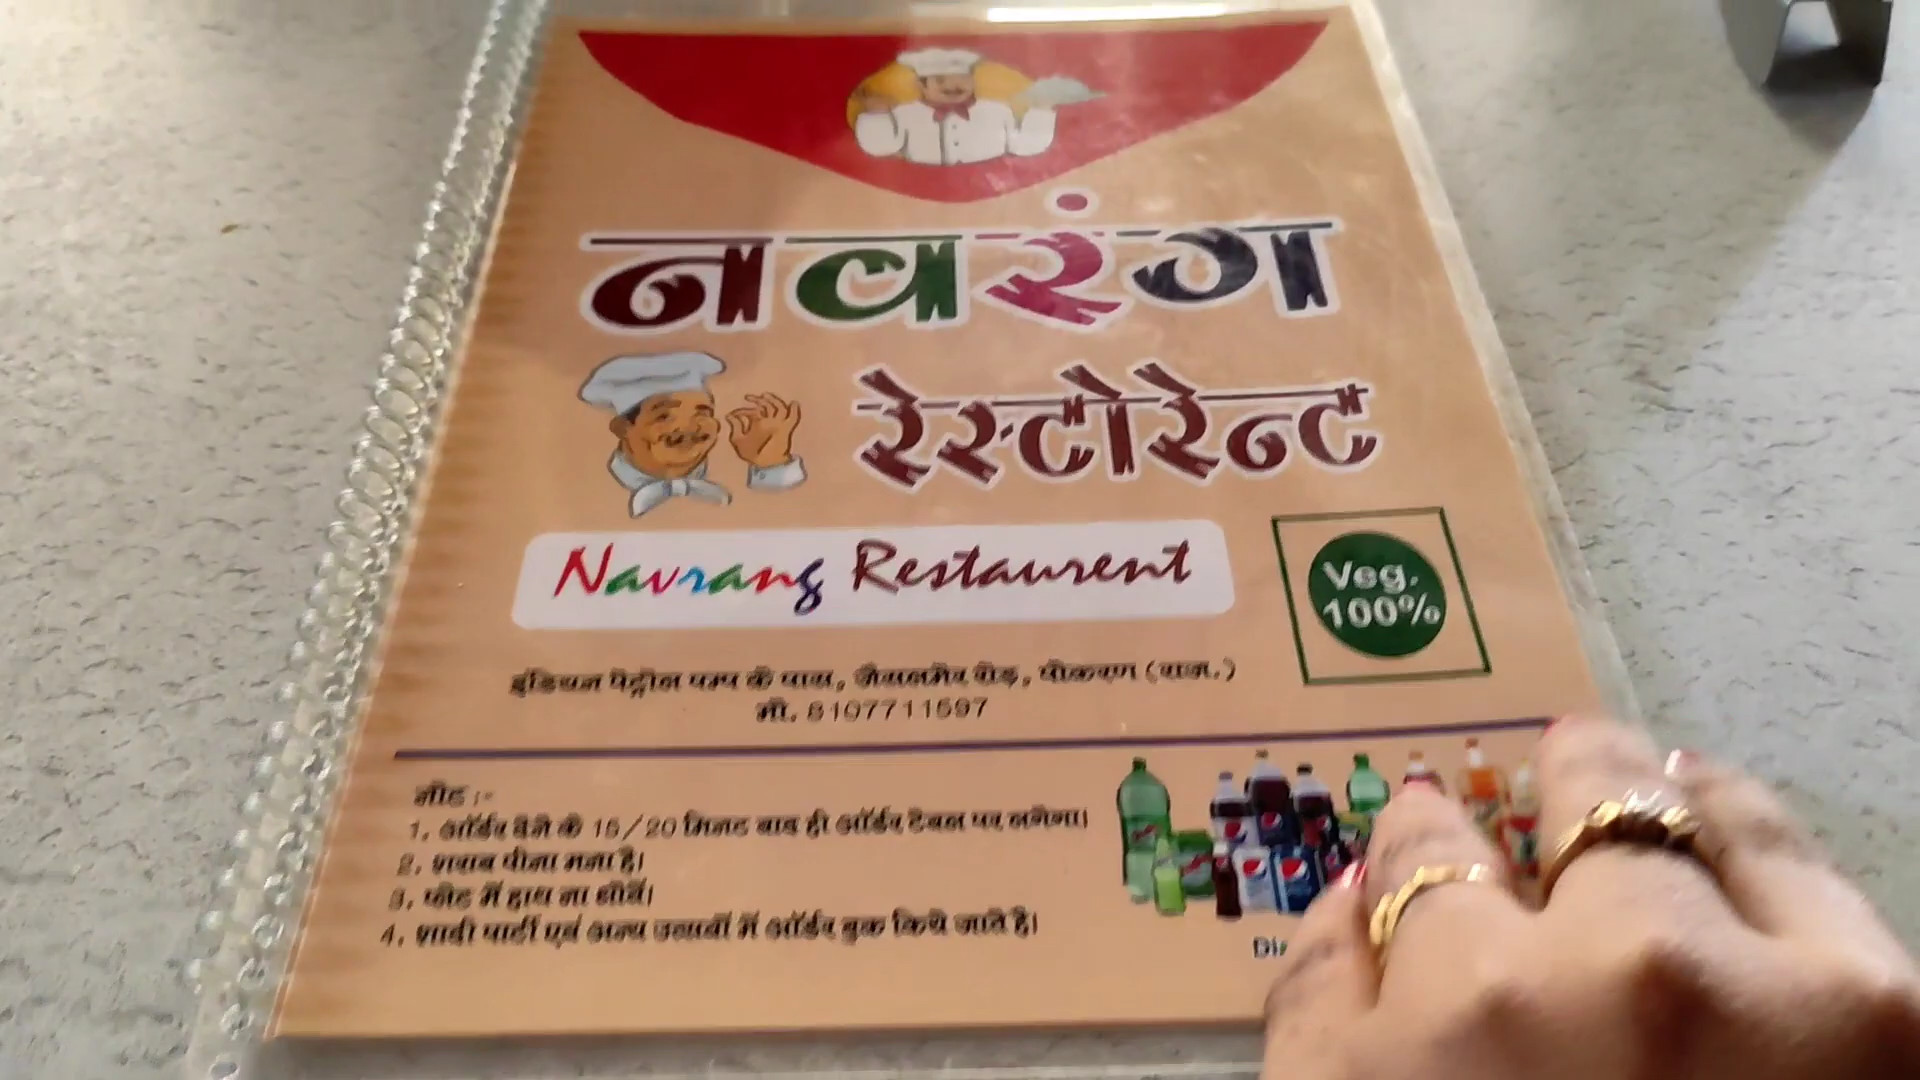 नवरंग
रेस्टोरेन्ट
Navrang Restaurent
Veg.
100%
इंडियन पेट्रोल पम्प के पास, जैसलमेर रोड़, पोकरण (राज.)
मो. 8107711597
नोट :-
1. ऑर्डर देने के 15/20 मिनट बाद ही ऑर्डर टेबल पर लगेगा।
2. शराब पीना मना है।
3. प्लेट में हाथ ना धोयें।
4. शादी पार्टी एवं अन्य उत्सवों में ऑर्डर बुक किये जाते है।